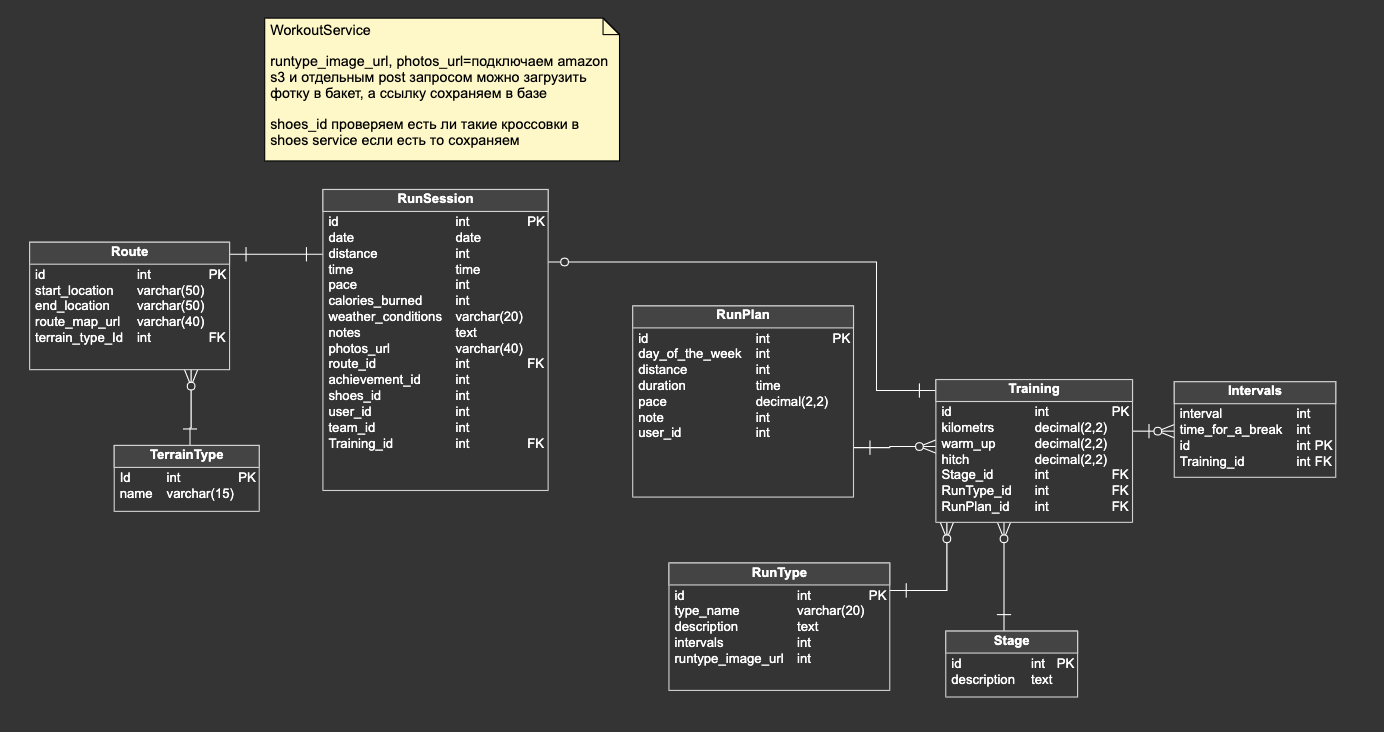 WorkoutService
runtype_image_url, photos_url=подключаем amazon
s3 и отдельным post запросом можно загрузить
фотку в бакет, а ссылку сохраняем в базе
shoes_id проверяем есть ли такие кроссовки в
shoes service если есть то сохраняем
RunSession
id int PK
date date
distance int
time time
pace int
calories_burned int
weather_conditions varchar(20)
notes text
photos_url varchar(40)
route_id int FK
achievement_id int
shoes_id int
user_id int
team_id int
Training_id int FK
Route
id int PK
start_location varchar(50)
end_location varchar(50)
route_map_url varchar(40)
terrain_type_Id int FK
TerrainType
Id int PK
name varchar(15)
RunPlan
id int PK
day_of_the_week int
distance int
duration time
pace decimal(2,2)
note int
user_id int
Training
id int PK
kilometrs decimal(2,2)
warm_up decimal(2,2)
hitch decimal(2,2)
Stage_id int FK
RunType_id int FK
RunPlan_id int FK
Intervals
interval int
time_for_a_break int
id int PK
Training_id int FK
RunType
id int PK
type_name varchar(20)
description text
intervals int
runtype_image_url int
Stage
id int PK
description text